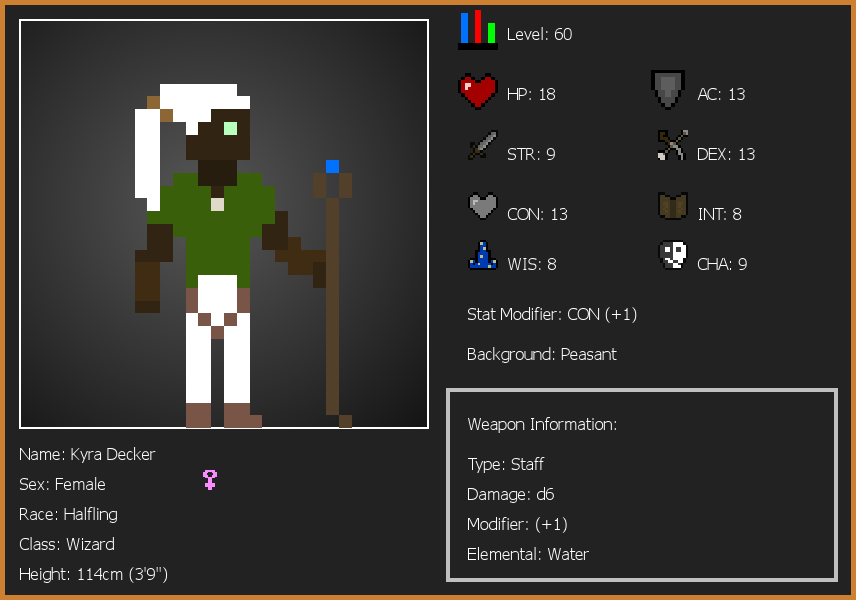 Level: 60
HP: 18
AC: 13
STR: 9
DEX: 13
CON: 13
INT: 8
WIS: 8
CHA: 9
Stat Modifier: CON (+1)
Background: Peasant
Weapon Information:
Type: Staff
Damage: d6
Modifier: (+1)
Elemental: Water
Name: Kyra Decker
Sex: Female
Race: Halfling
Class: Wizard
Height: 114cm (3'9")